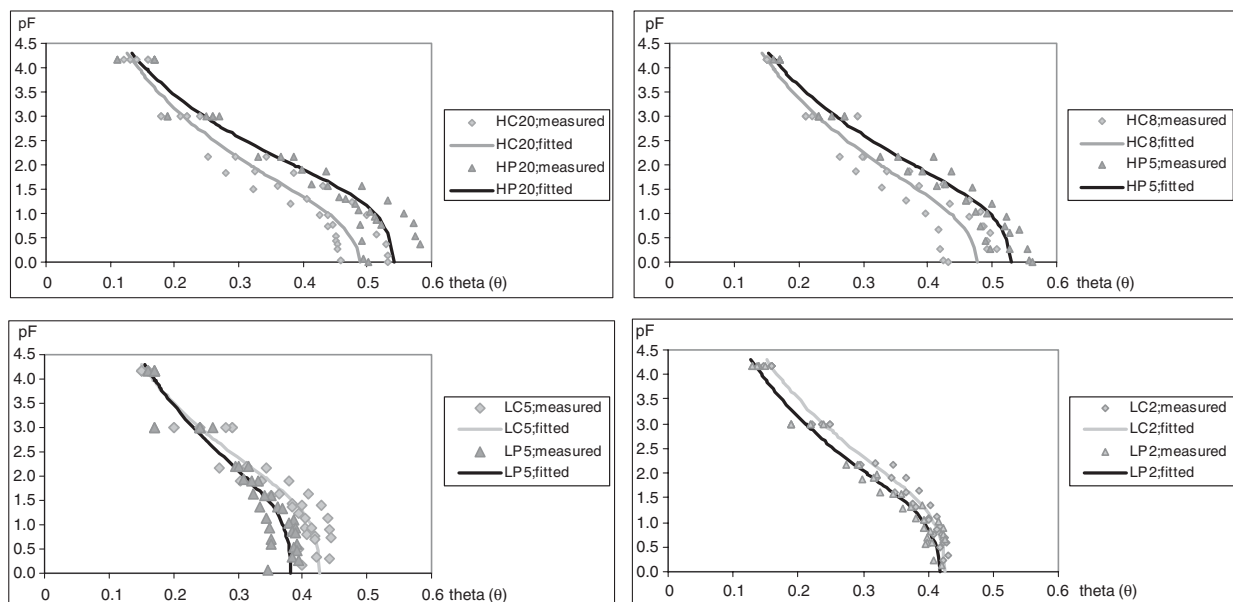 pF
4.5
4.0
3.5
3.0
2.5
2.0
1.5
1.0
0.5
0.0
0 0.1 0.2 0.3 0.4 0.5 0.6
theta (θ)
HC20;measured
HC20;fitted
HP20;measured
HP20;fitted
pF
4.5
4.0
3.5
3.0
2.5
2.0
1.5
1.0
0.5
0.0
0 0.1 0.2 0.3 0.4 0.5 0.6
theta (θ)
HC8;measured
HC8;fitted
HP5;measured
HP5;fitted
pF
4.5
4.0
3.5
3.0
2.5
2.0
1.5
1.0
0.5
0.0
0 0.1 0.2 0.3 0.4 0.5 0.6
theta (θ)
LC5;measured
LC5;fitted
LP5;measured
LP5;fitted
pF
4.5
4.0
3.5
3.0
2.5
2.0
1.5
1.0
0.5
0.0
0 0.1 0.2 0.3 0.4 0.5 0.6
theta (θ)
LC2;measured
LC2;fitted
LP2;measured
LP2;fitted